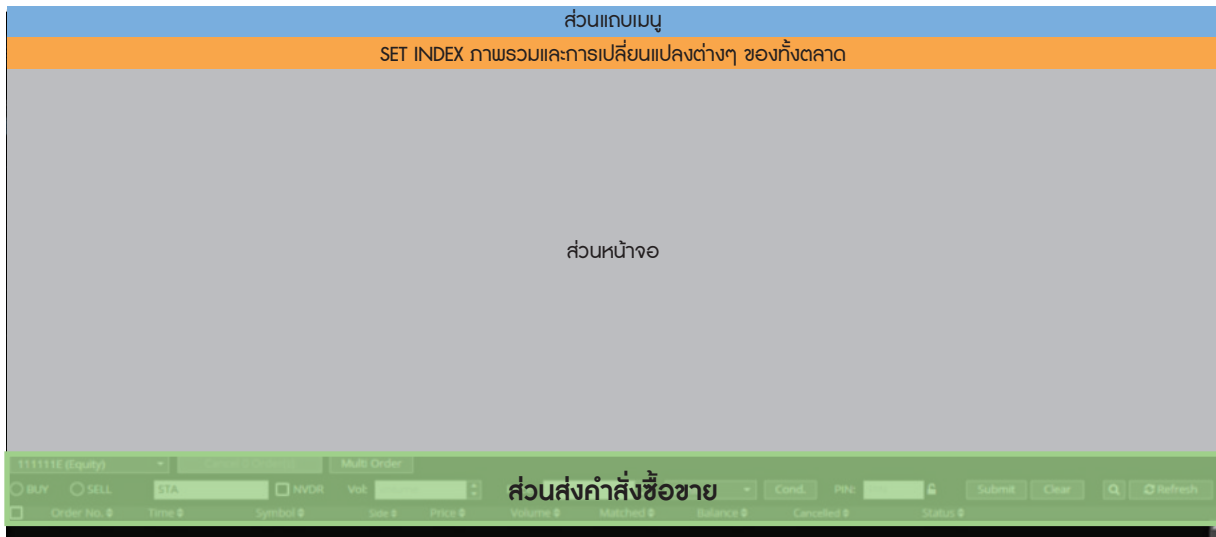 ส่วนแถบเมนู
SET INDEX ภาพรวมและการเปลี่ยนแปลงต่างๆ ของทั้งตลาด
ส่วนหน้าจอ
111111E (Equity) Multi Order
BUY SELL STA NVDR Vol: ส่วนส่งคำสั่งซื้อขาย Cond. PIN: Submit Clear Refresh
Order No. Time Symbol Side Price Volume Matched Balance Cancelled Status